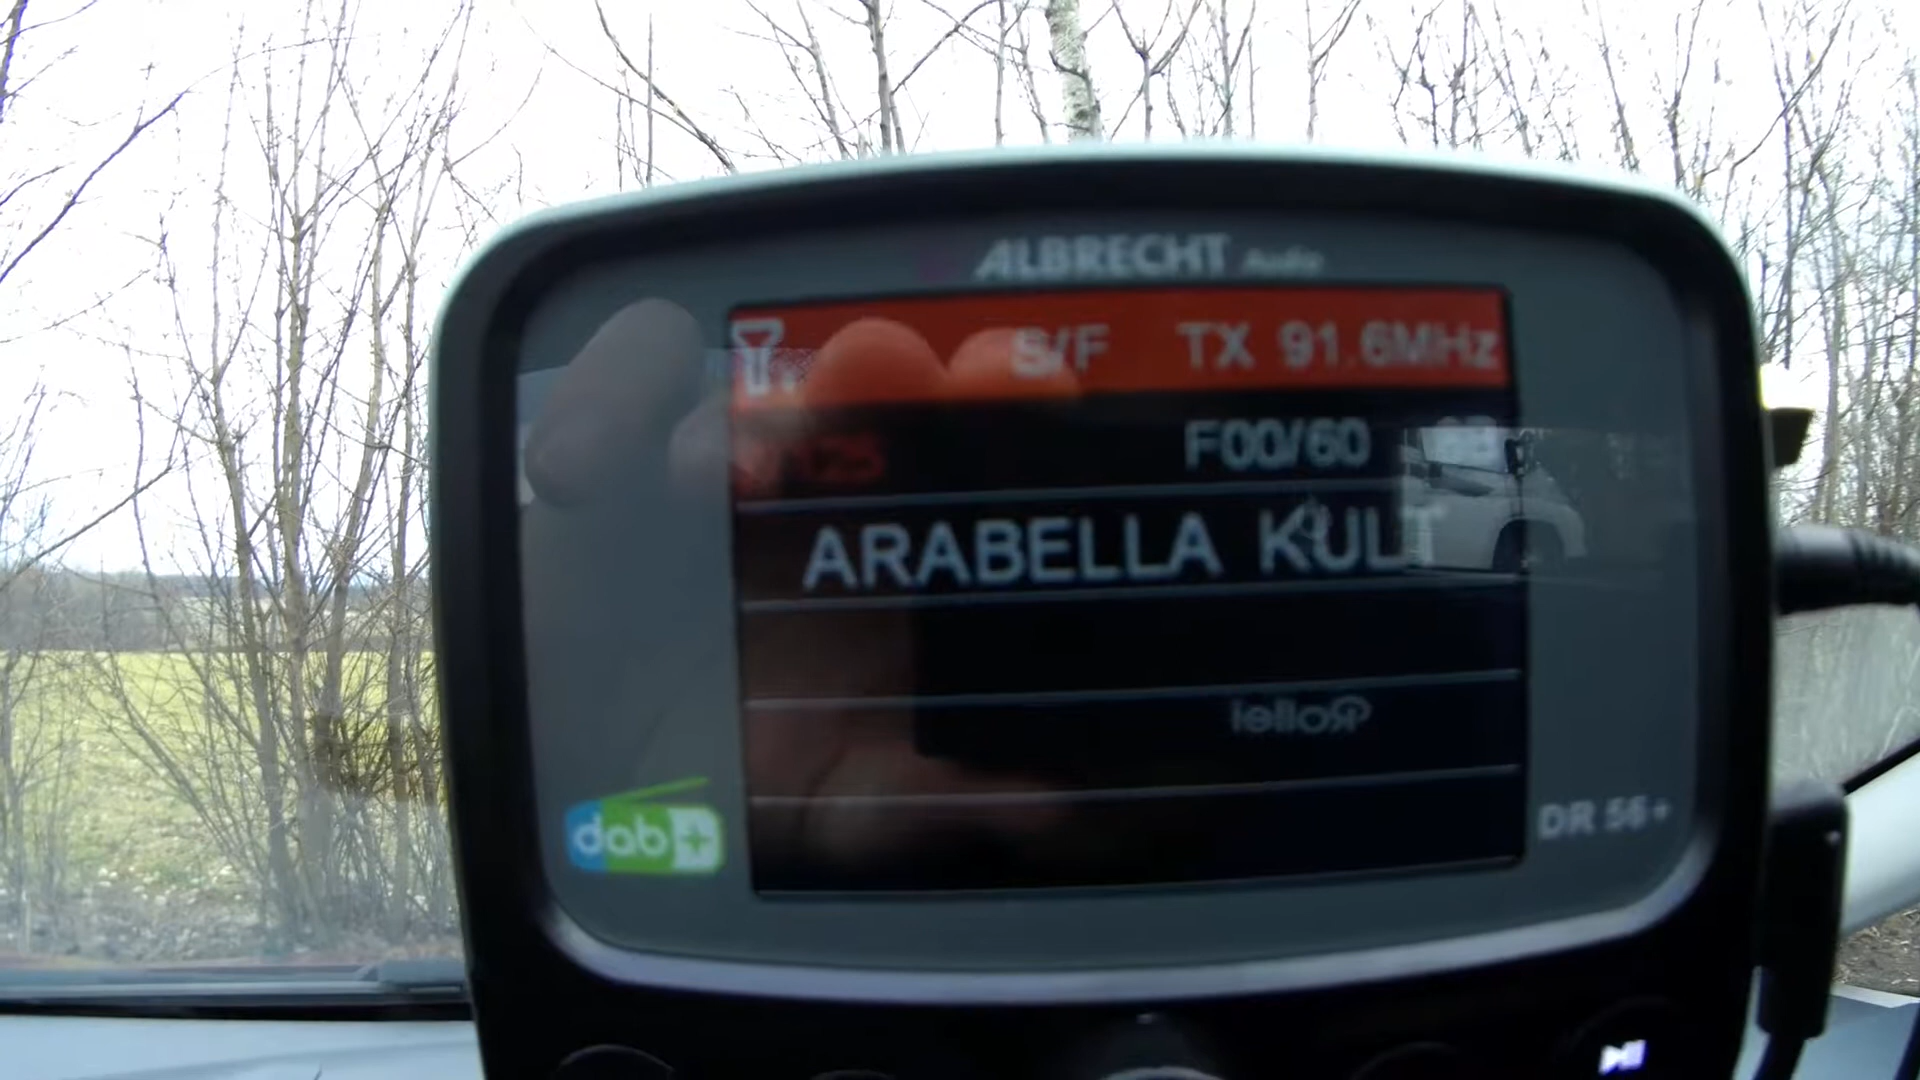 ALBRECHT Audio
S/F TX 91.6MHz
F00/60
ARABELLA KULT
Rollei
dab+
DR 56+